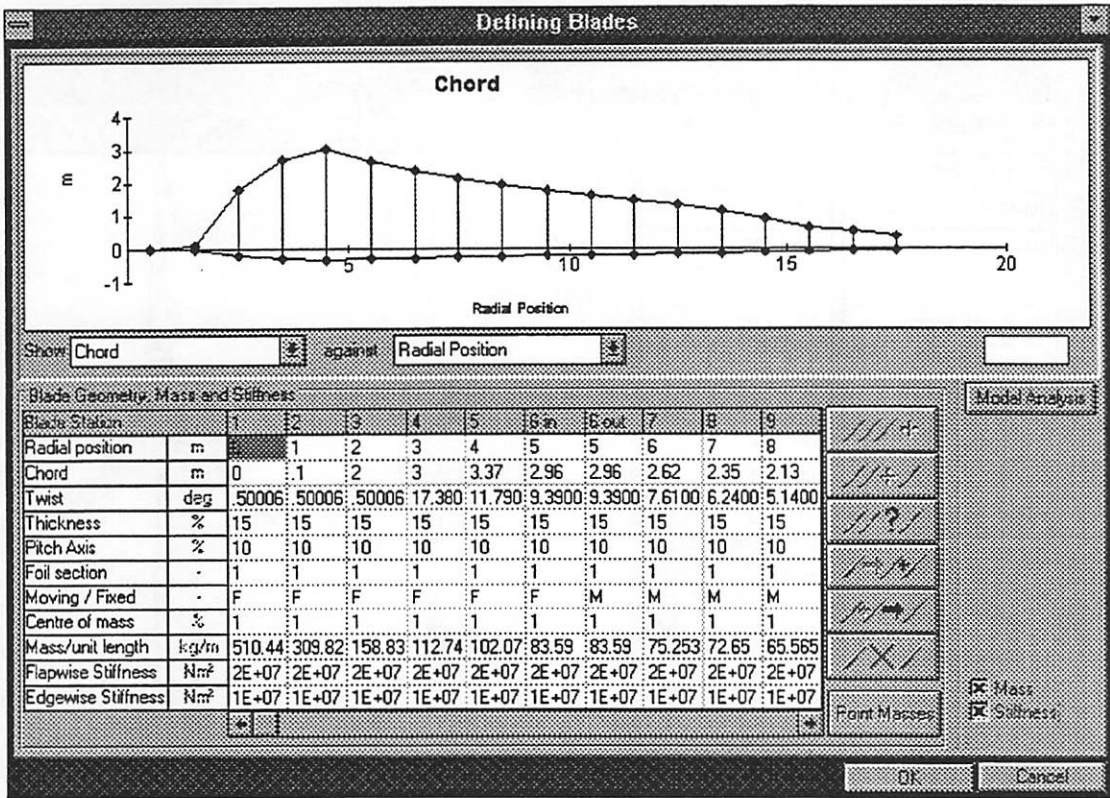 Defining Blades
Chord
4
3
m
2
1
0
5
10
15
20
-1
Radial Position
Show Chord against Radial Position
Blade Geometry, Mass and Stiffness
Modal Analysis
Blade Station 1 2 3 4 5 6 in 6 out 7 8 9
Radial position m 1 2 3 4 5 5 6 7 8
Chord m 0 .1 2 3 3.37 2.96 2.96 2.62 2.35 2.13
Twist deg .50006 .50006 .50006 17.380 11.790 9.3900 9.3900 7.6100 6.2400 5.1400
Thickness % 15 15 15 15 15 15 15 15 15 15
Pitch Axis % 10 10 10 10 10 10 10 10 10 10
Foil section - 1 1 1 1 1 1 1 1 1 1
Moving / Fixed - F F F F F F M M M M
Centre of mass % 1 1 1 1 1 1 1 1 1 1
Mass/unit length kg/m 510.44 309.82 158.83 112.74 102.07 83.59 83.59 75.253 72.65 65.565
Flapwise Stiffness Nm² 2E+07 2E+07 2E+07 2E+07 2E+07 2E+07 2E+07 2E+07 2E+07 2E+07
Edgewise Stiffness Nm² 1E+07 1E+07 1E+07 1E+07 1E+07 1E+07 1E+07 1E+07 1E+07 1E+07
Point Masses
Mass
Stiffness
OK Cancel